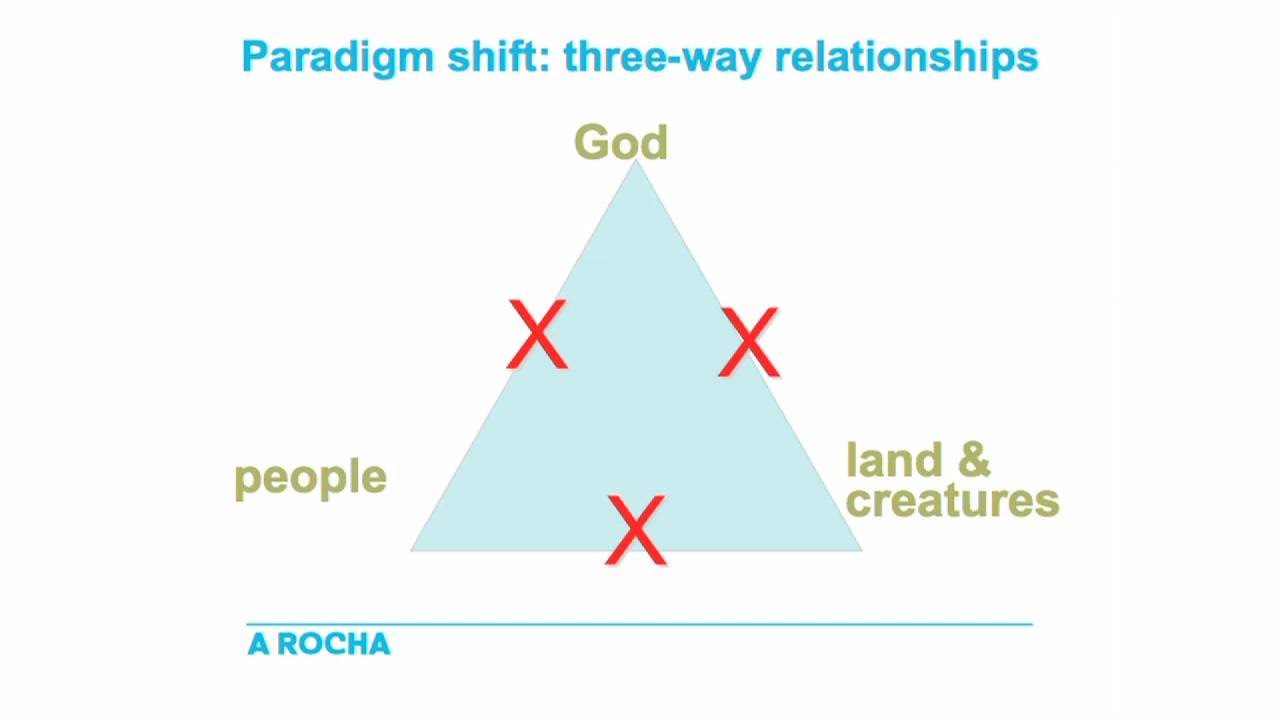 Paradigm shift: three-way relationships
God
X
X
people
land &
creatures
X
A ROCHA